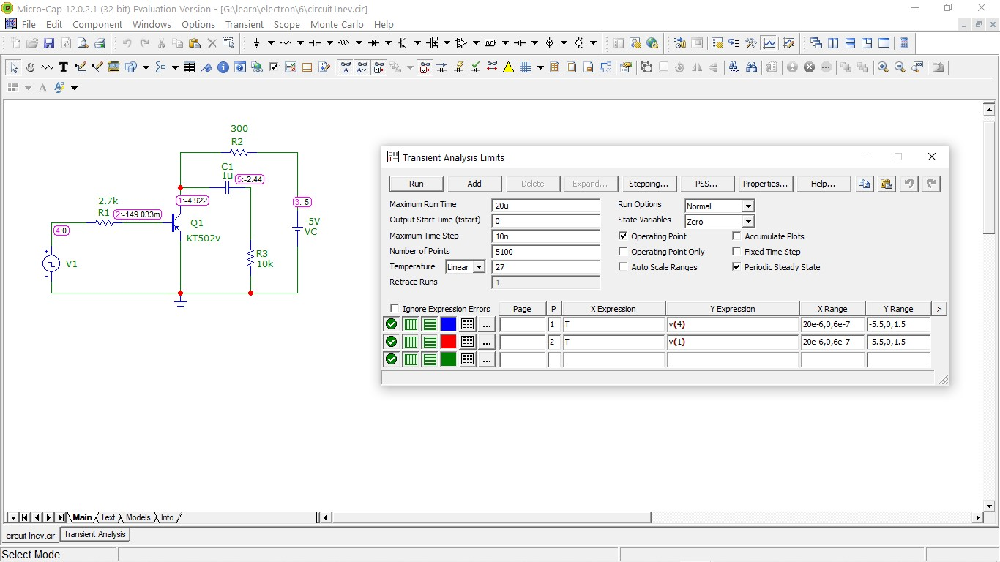 Micro-Cap 12.0.2.1 (32 bit) Evaluation Version - [G:\learn\electron\6\circuit1nev.cir]
File Edit Component Windows Options Transient Scope Monte Carlo Help
300
R2
C1
1u
5:-2.44
1:-4.922
3:-5
2.7k
R1
2:-149.033m
Q1
KT502v
4:0
-5V
VC
V1
R3
10k
Transient Analysis Limits
Run Add Delete Expand... Stepping... PSS... Properties... Help...
Maximum Run Time 20u Run Options Normal
Output Start Time (tstart) 0 State Variables Zero
Maximum Time Step 10n Operating Point Accumulate Plots
Number of Points 5100 Operating Point Only Fixed Time Step
Temperature Linear 27 Auto Scale Ranges Periodic Steady State
Retrace Runs 1
Ignore Expression Errors Page P X Expression Y Expression X Range Y Range >
... 1 T v(4) 20e-6,0,6e-7 -5.5,0,1.5
... 2 T v(1) 20e-6,0,6e-7 -5.5,0,1.5
...
Main Text Models Info
circuit1nev.cir Transient Analysis
Select Mode